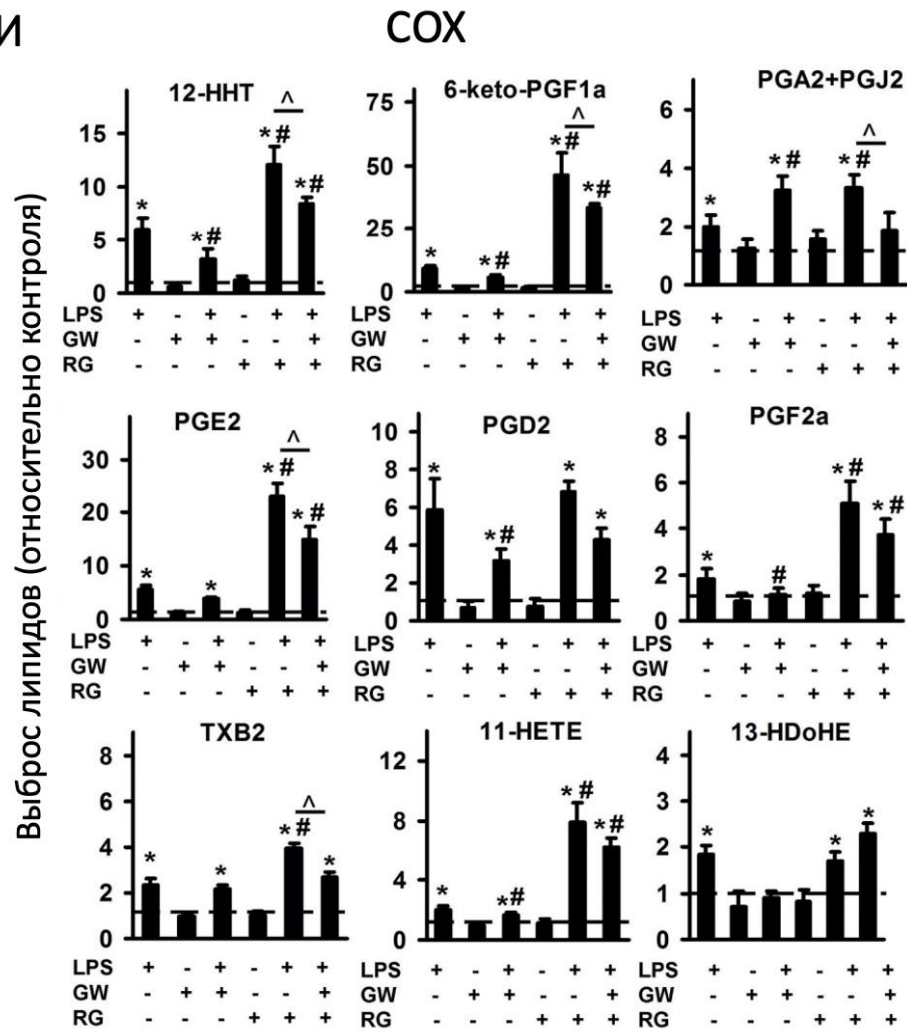 И COX
Выброс липидов (относительно контроля)
12-HHT
^
*#
*
*#
*#
15
10
5
0
LPS + - + - + +
GW - + + - - +
RG - - - + + +
6-keto-PGF1a
^
*#
*#
*
*#
75
50
25
0
LPS + - + - + +
GW - + + - - +
RG - - - + + +
PGA2+PGJ2
^
*# *#
*
6
4
2
0
LPS + - + - + +
GW - + + - - +
RG - - - + + +
PGE2
^
*#
*#
* *
30
20
10
0
LPS + - + - + +
GW - + + - - +
RG - - - + + +
PGD2
* *
*# *
10
8
6
4
2
0
LPS + - + - + +
GW - + + - - +
RG - - - + + +
PGF2a
*#
*#
* #
8
6
4
2
0
LPS + - + - + +
GW - + + - - +
RG - - - + + +
TXB2
^
*#
* * *
8
6
4
2
0
LPS + - + - + +
GW - + + - - +
RG - - - + + +
11-HETE
*#
*#
* *#
12
8
4
0
LPS + - + - + +
GW - + + - - +
RG - - - + + +
13-HDoHE
* * *
4
3
2
1
0
LPS + - + - + +
GW - + + - - +
RG - - - + + +